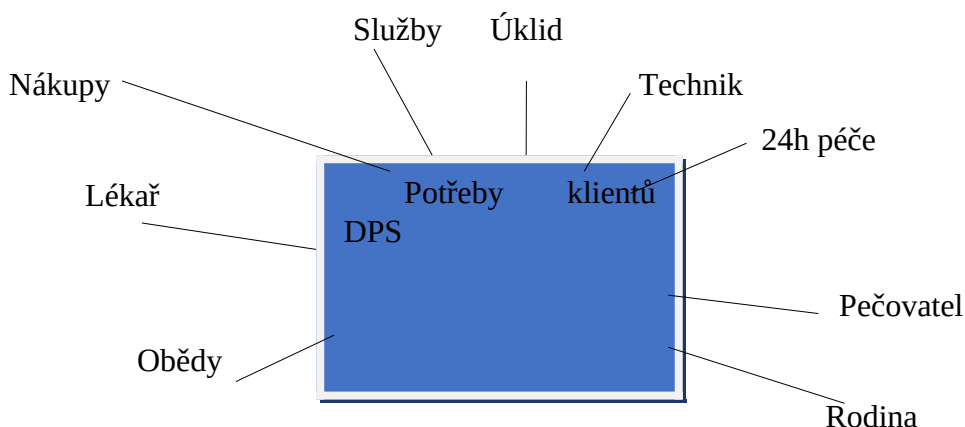 Služby Úklid
Nákupy
Technik
24h péče
Lékař
Potřeby klientů
DPS
Pečovatel
Obědy
Rodina